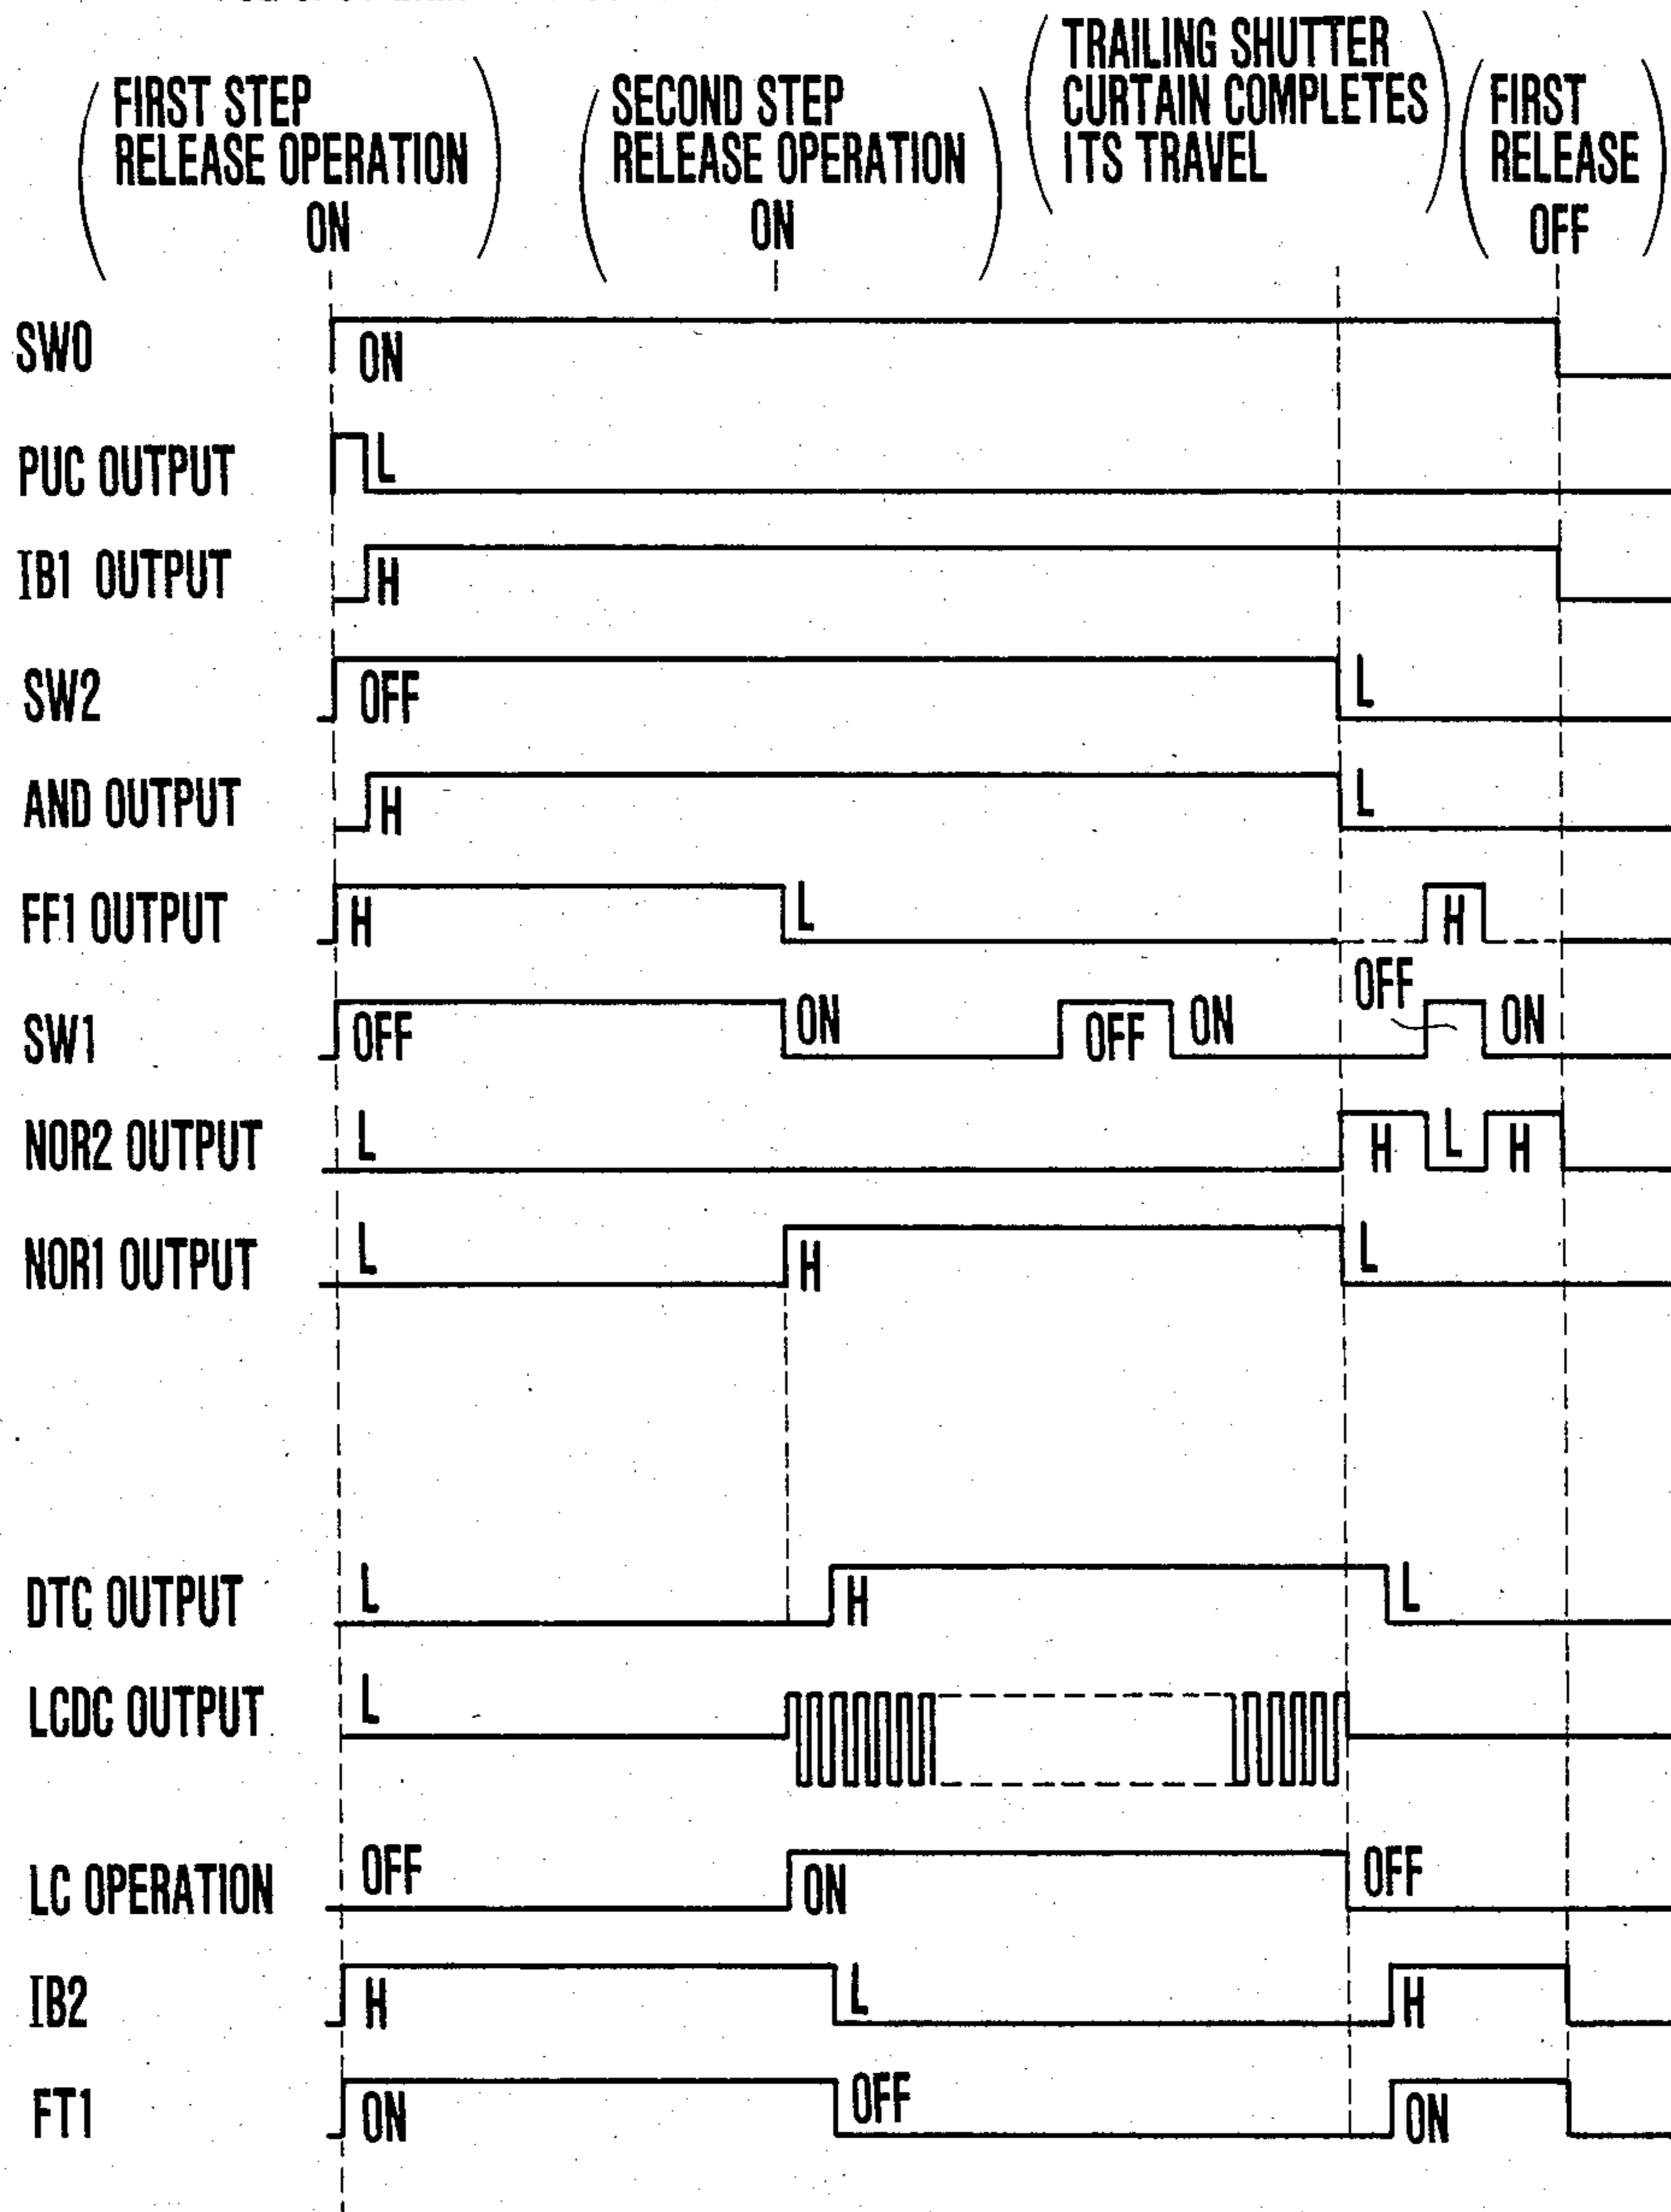 FIRST STEP
RELEASE OPERATION
ON
SECOND STEP
RELEASE OPERATION
ON
TRAILING SHUTTER
CURTAIN COMPLETES
ITS TRAVEL
FIRST
RELEASE
OFF
SW0 ON
PUC OUTPUT L
IB1 OUTPUT H
SW2 OFF L
AND OUTPUT H L
FF1 OUTPUT H L H
SW1 OFF ON OFF ON OFF ON
NOR2 OUTPUT L H L H
NOR1 OUTPUT L H L
DTC OUTPUT L H L
LCDC OUTPUT L
LC OPERATION OFF ON OFF
IB2 H L H
FT1 ON OFF ON